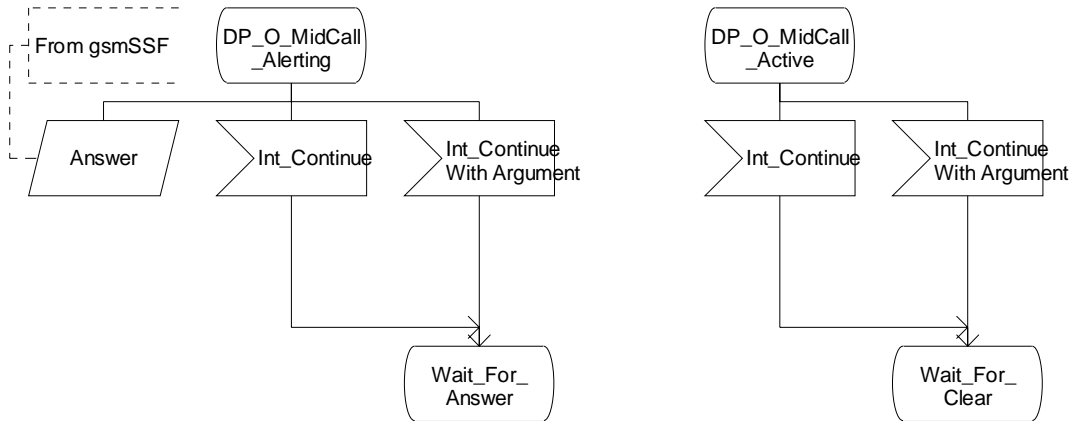 From gsmSSF
DP_O_MidCall
_Alerting
DP_O_MidCall
_Active
Answer
Int_Continue
Int_Continue
With Argument
Int_Continue
Int_Continue
With Argument
Wait_For_
Answer
Wait_For_
Clear